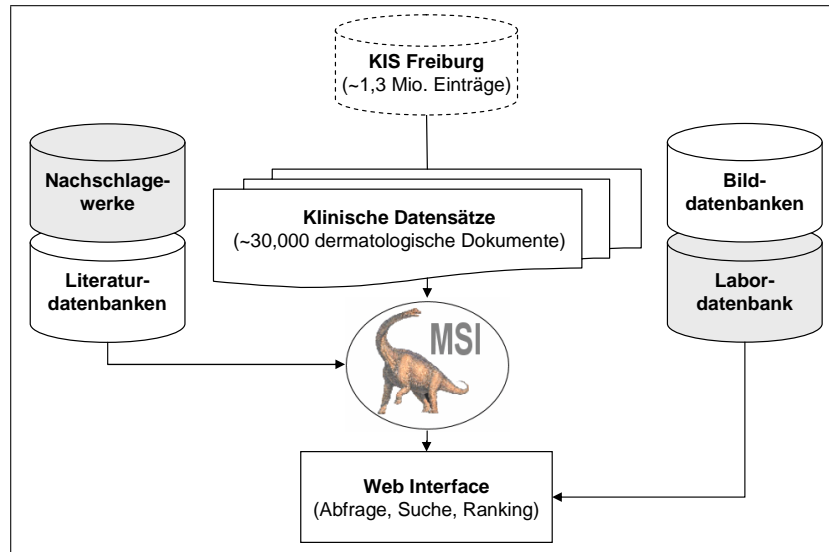 KIS Freiburg
(~1,3 Mio. Einträge)
Nachschlage-
werke
Literatur-
datenbanken
Klinische Datensätze
(~30,000 dermatologische Dokumente)
Bild-
datenbanken
Labor-
datenbank
MSI
Web Interface
(Abfrage, Suche, Ranking)